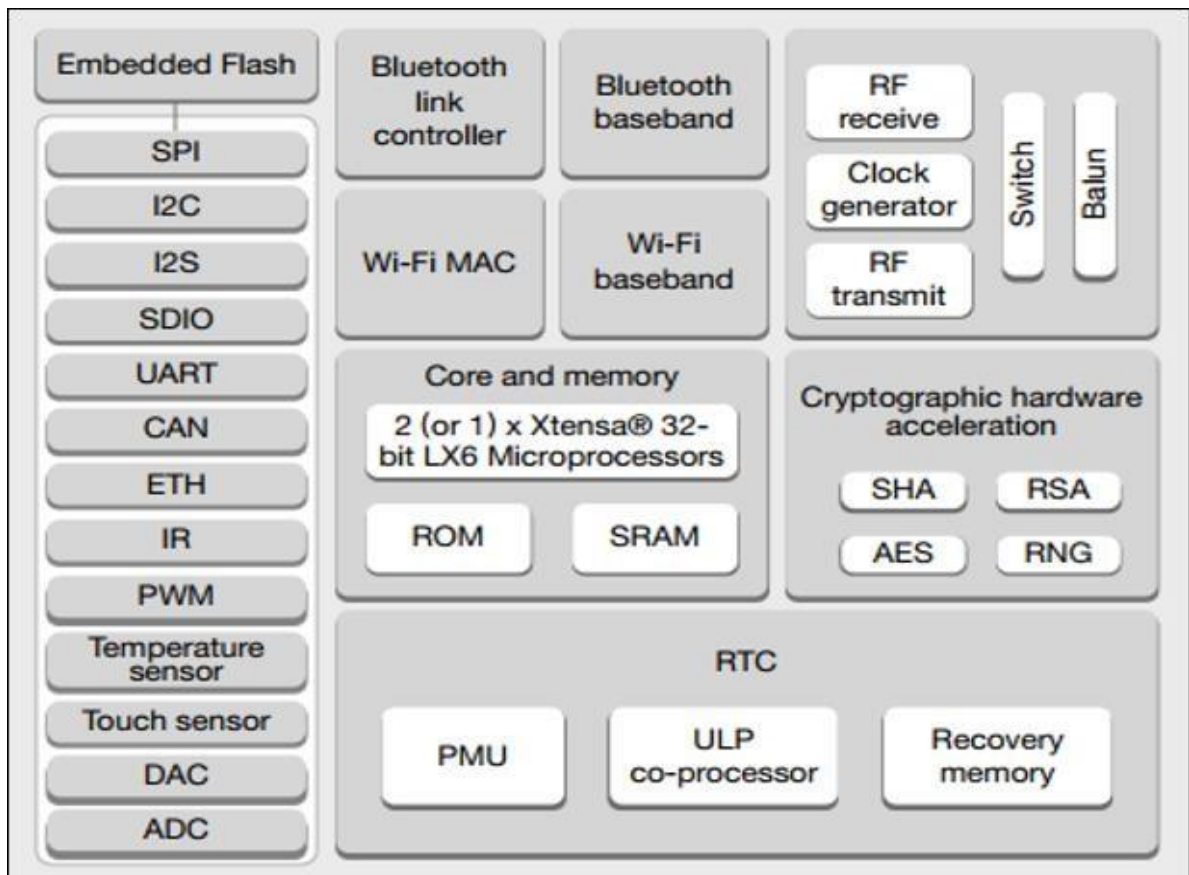 Embedded Flash
SPI
I2C
I2S
SDIO
UART
CAN
ETH
IR
PWM
Temperature
sensor
Touch sensor
DAC
ADC
Bluetooth
link
controller
Bluetooth
baseband
Wi-Fi MAC
Wi-Fi
baseband
RF
receive
Clock
generator
RF
transmit
Switch
Balun
Core and memory
2 (or 1) x Xtensa® 32-
bit LX6 Microprocessors
ROM
SRAM
Cryptographic hardware
acceleration
SHA
RSA
AES
RNG
RTC
PMU
ULP
co-processor
Recovery
memory